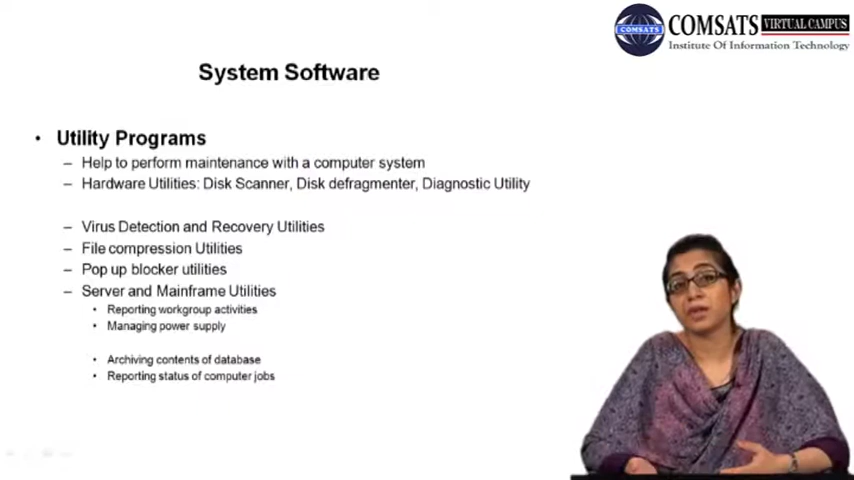 COMSATS VIRTUAL CAMPUS
COMSATS
Institute Of Information Technology
System Software
• Utility Programs
– Help to perform maintenance with a computer system
– Hardware Utilities: Disk Scanner, Disk defragmenter, Diagnostic Utility
– Virus Detection and Recovery Utilities
– File compression Utilities
– Pop up blocker utilities
– Server and Mainframe Utilities
• Reporting workgroup activities
• Managing power supply
• Archiving contents of database
• Reporting status of computer jobs